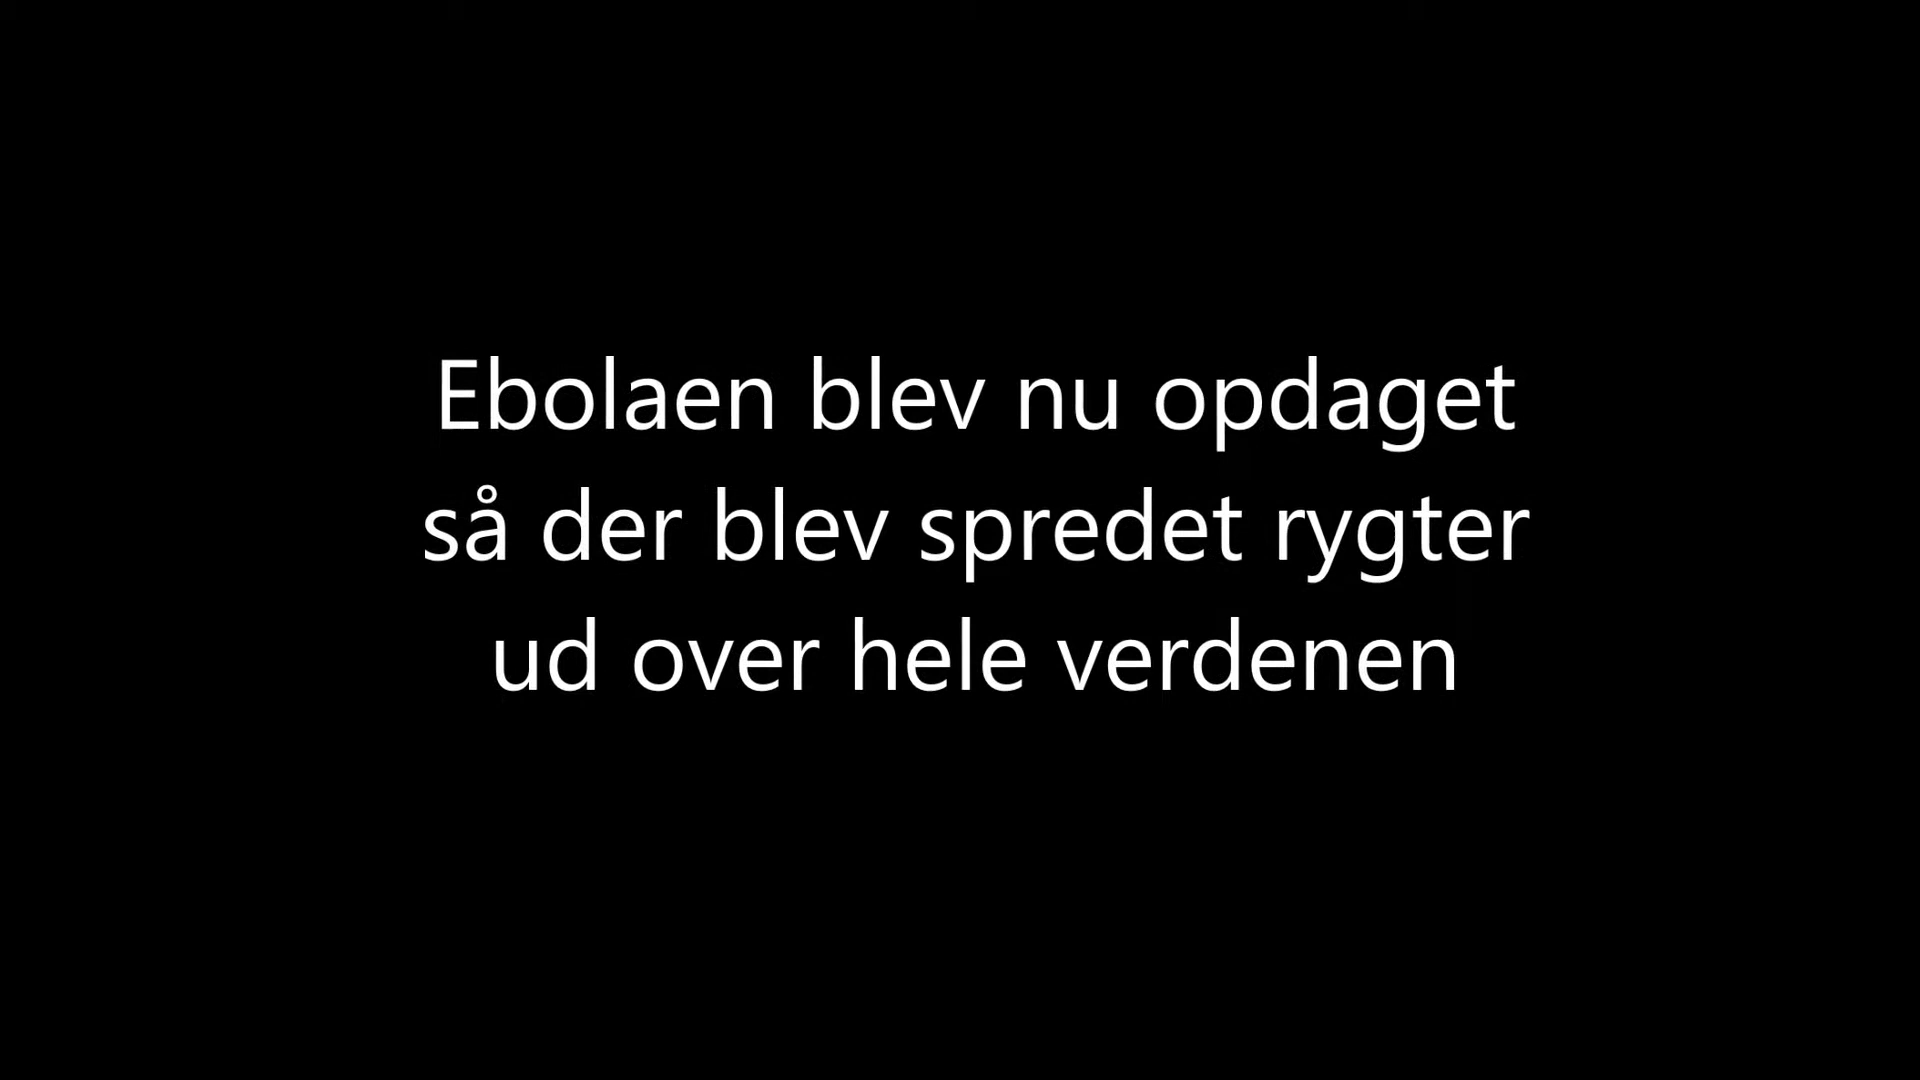 Ebolaen blev nu opdaget
så der blev spredet rygter
ud over hele verdenen